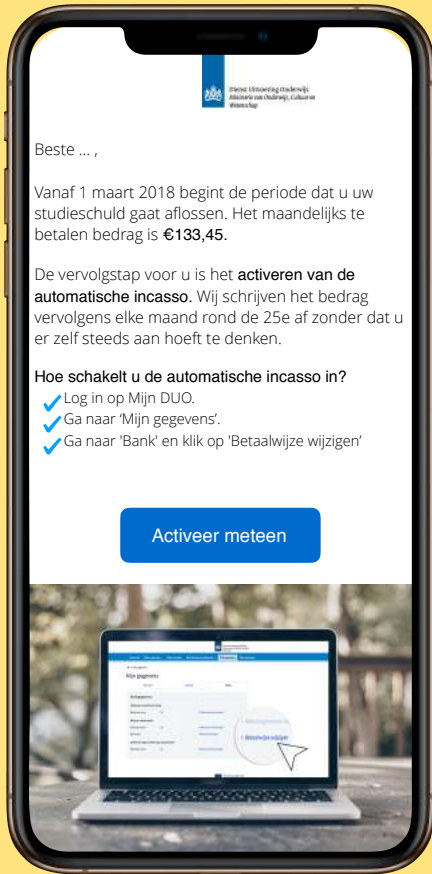 Dienst Uitvoering Onderwijs
Ministerie van Onderwijs, Cultuur en
Wetenschap
Beste ... ,
Vanaf 1 maart 2018 begint de periode dat u uw
studieschuld gaat aflossen. Het maandelijks te
betalen bedrag is €133,45.
De vervolgstap voor u is het activeren van de
automatische incasso. Wij schrijven het bedrag
vervolgens elke maand rond de 25e af zonder dat u
er zelf steeds aan hoeft te denken.
Hoe schakelt u de automatische incasso in?
Log in op Mijn DUO.
Ga naar ‘Mijn gegevens’.
Ga naar 'Bank' en klik op 'Betaalwijze wijzigen’
Activeer meteen
Mijn gegevens
Betaalwijze wijzigen